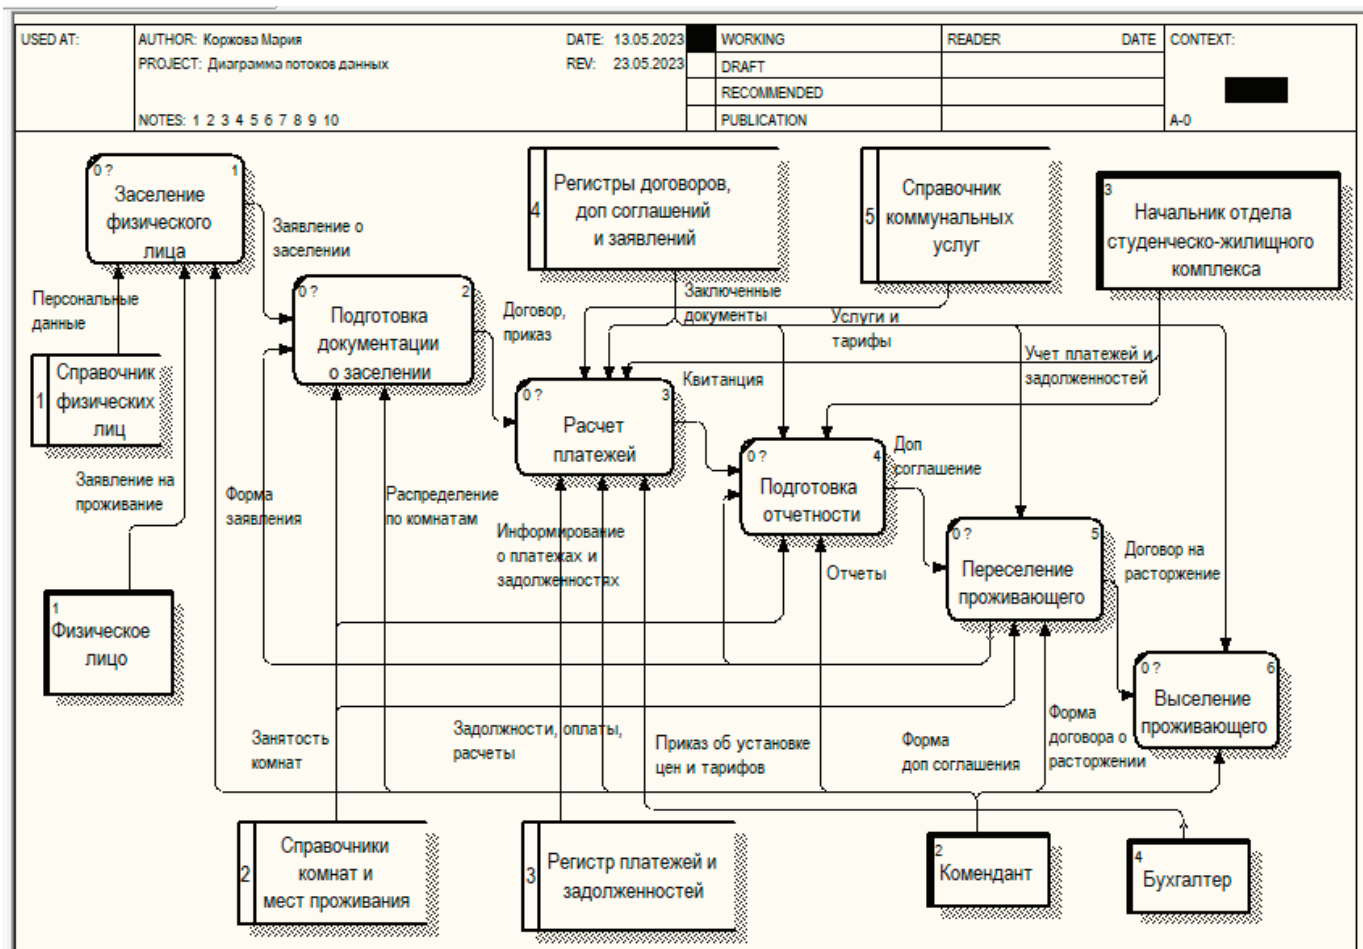 USED AT:
AUTHOR: Коржова Мария
DATE: 13.05.2023
WORKING
READER
DATE
CONTEXT:
PROJECT: Диаграмма потоков данных
REV: 23.05.2023
DRAFT
RECOMMENDED
NOTES: 1 2 3 4 5 6 7 8 9 10
PUBLICATION
A-0
0 ?
1
Заселение
физического
лица
Заявление о
заселении
4
Регистры договоров,
доп соглашений
и заявлений
5
Справочник
коммунальных
услуг
3
Начальник отдела
студенческо-жилищного
комплекса
Персональные
данные
0 ?
2
Подготовка
документации
о заселении
Договор,
приказ
Заключенные
документы
Услуги и
тарифы
Учет платежей и
задолженностей
1
Справочник
физических
лиц
0 ?
3
Расчет
платежей
Квитанция
Заявление на
проживание
Форма
заявления
Распределение
по комнатам
Информирование
о платежах и
задолженностях
0 ?
4
Подготовка
отчетности
Доп
соглашение
Отчеты
0 ?
5
Переселение
проживающего
Договор на
расторжение
1
Физическое
лицо
0 ?
6
Выселение
проживающего
Занятость
комнат
Задолжности, оплаты,
расчеты
Приказ об установке
цен и тарифов
Форма
доп соглашения
Форма
договора о
расторжении
2
Справочники
комнат и
мест проживания
3
Регистр платежей и
задолженностей
2
Комендант
4
Бухгалтер